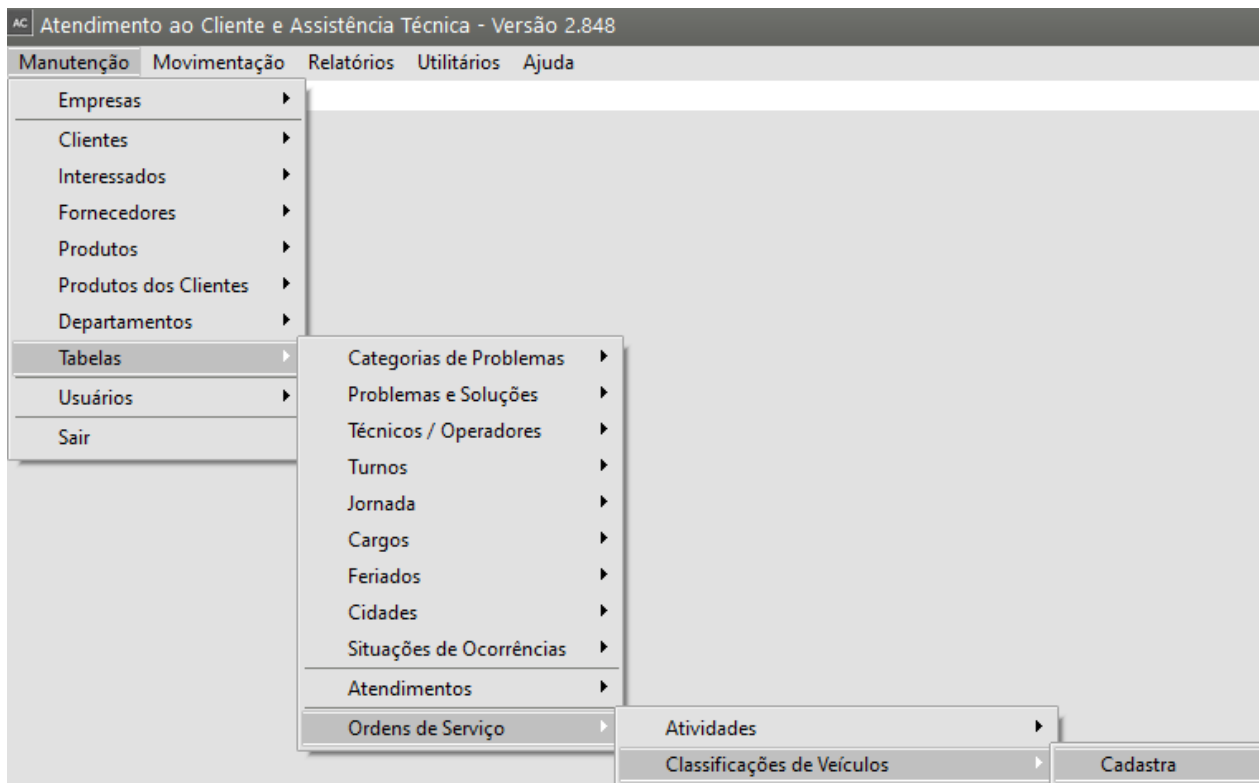 AC Atendimento ao Cliente e Assistência Técnica - Versão 2.848
Manutenção Movimentação Relatórios Utilitários Ajuda
Empresas
Clientes
Interessados
Fornecedores
Produtos
Produtos dos Clientes
Departamentos
Tabelas
Usuários
Sair
Categorias de Problemas
Problemas e Soluções
Técnicos / Operadores
Turnos
Jornada
Cargos
Feriados
Cidades
Situações de Ocorrências
Atendimentos
Ordens de Serviço
Atividades
Classificações de Veículos
Cadastra